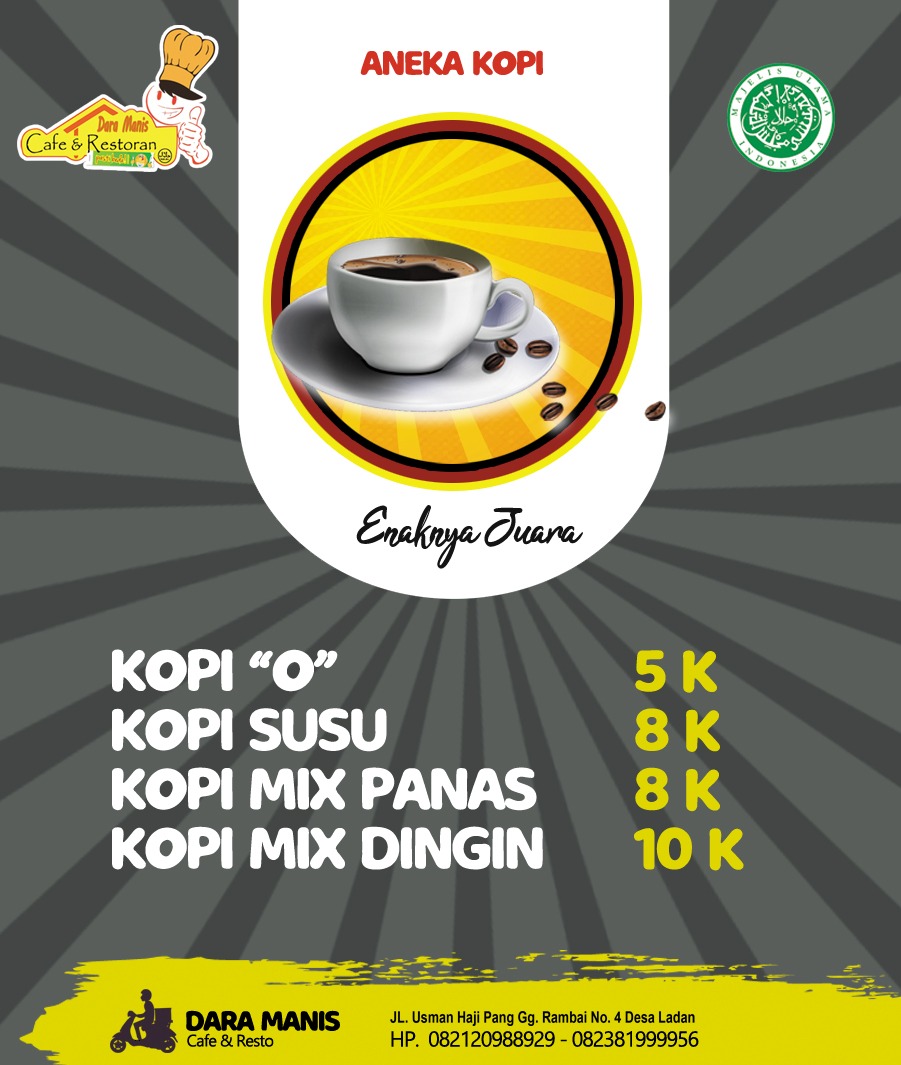 ANEKA KOPI
Dara Manis
Cafe & Restoran
MAJELIS ULAMA
INDONESIA
حلال
Enaknya Juara
KOPI “O” 5 K
KOPI SUSU 8 K
KOPI MIX PANAS 8 K
KOPI MIX DINGIN 10 K
DARA MANIS
Cafe & Resto
JL. Usman Haji Pang Gg. Rambai No. 4 Desa Ladan
HP. 082120988929 - 082381999956